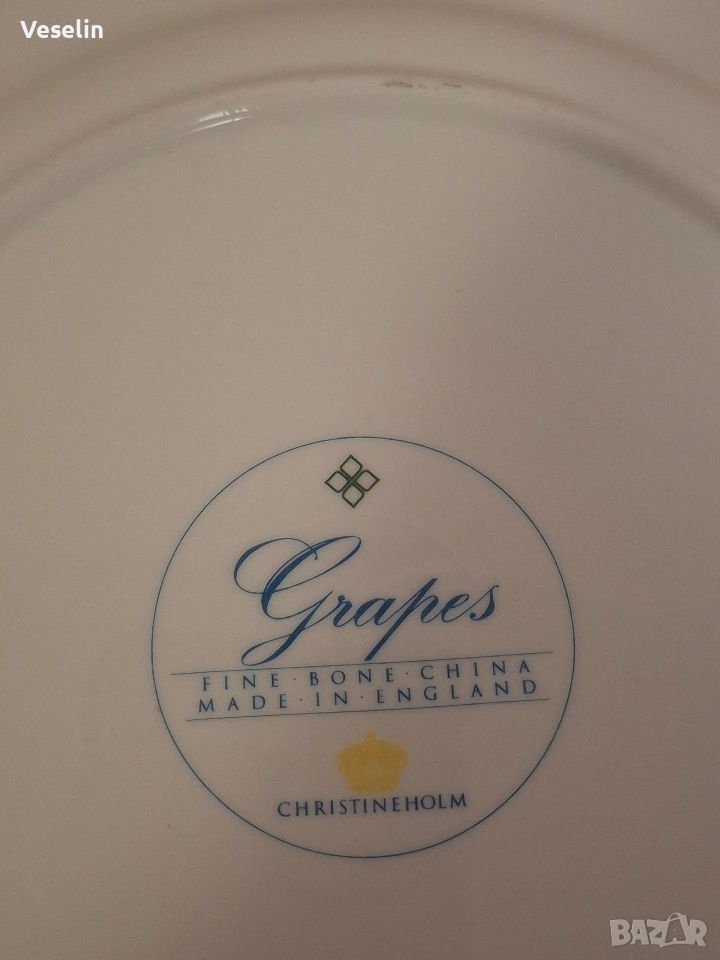 Veselin
Grapes
FINE · BONE · CHINA
MADE · IN · ENGLAND
CHRISTINEHOLM
BAZAR